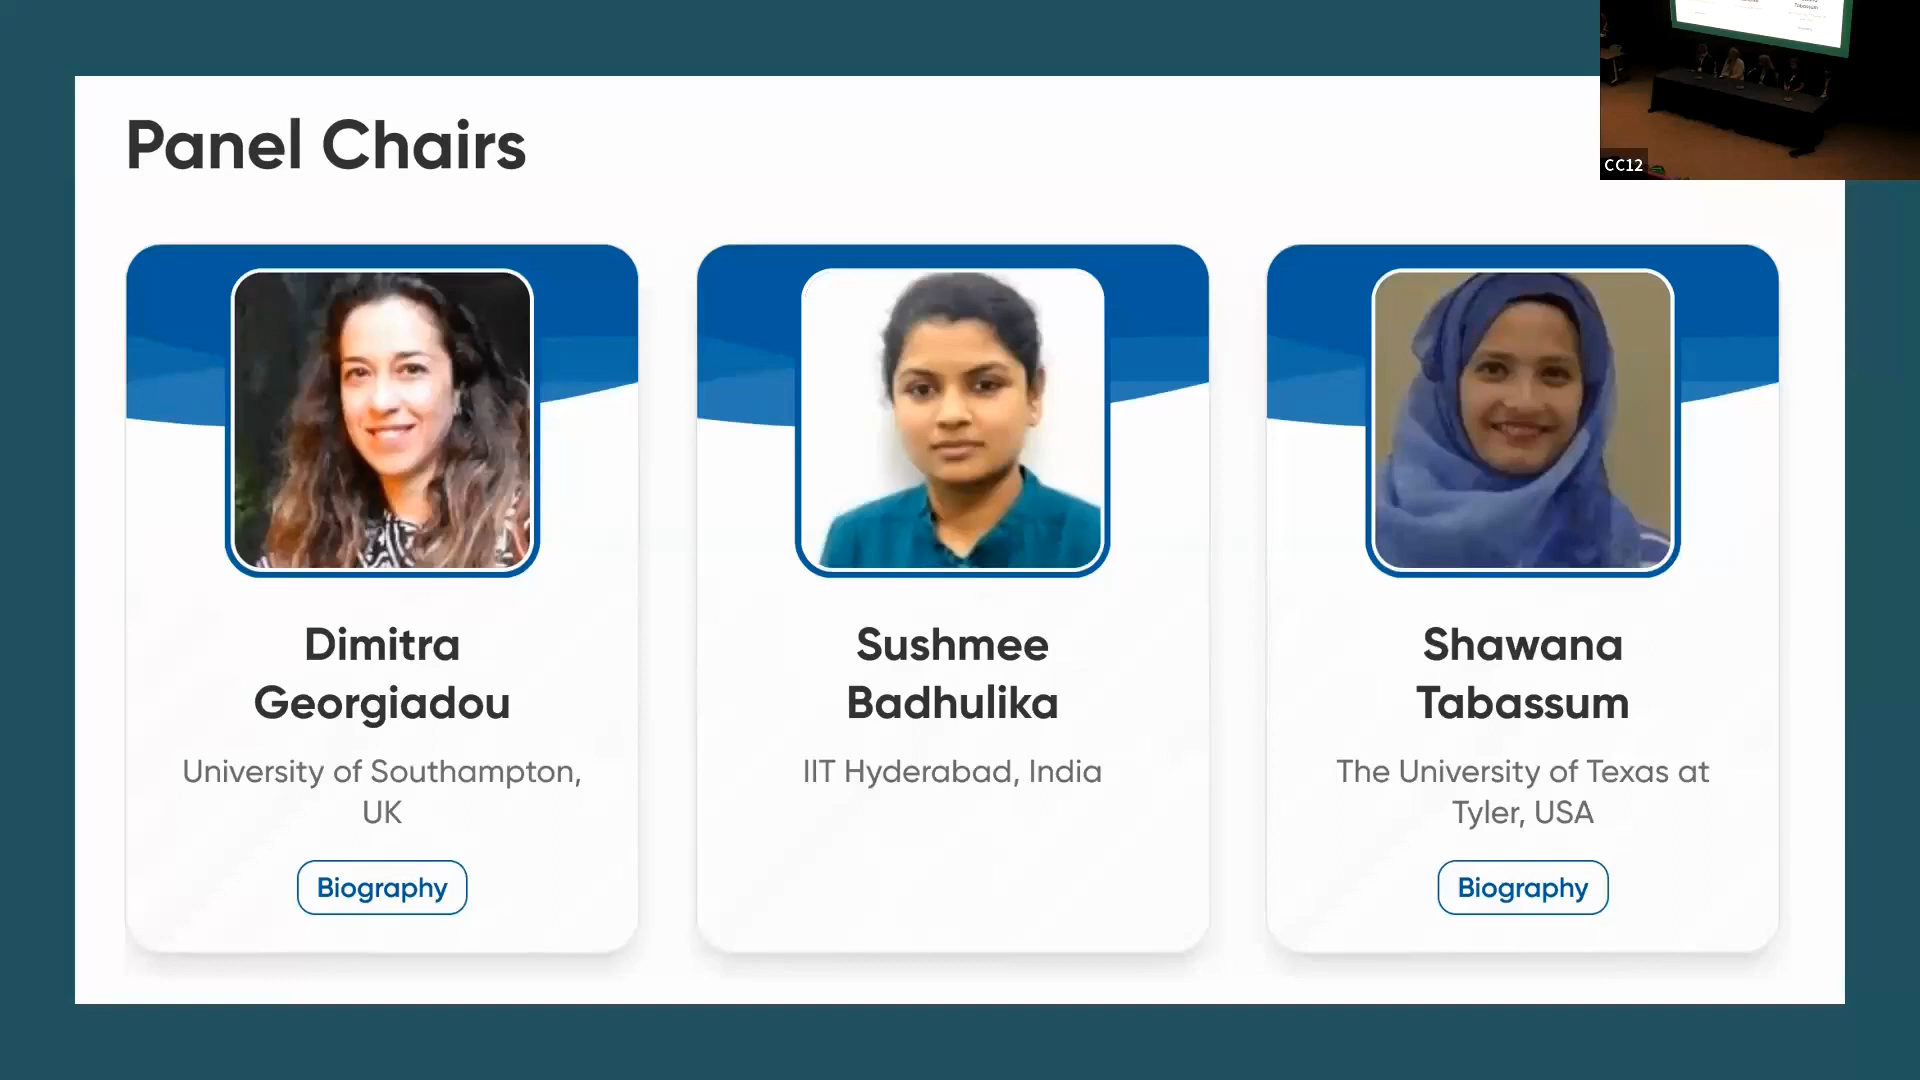 Panel Chairs
CC12
Dimitra
Georgiadou
University of Southampton,
UK
Biography
Sushmee
Badhulika
IIT Hyderabad, India
Shawana
Tabassum
The University of Texas at
Tyler, USA
Biography
Tabassum